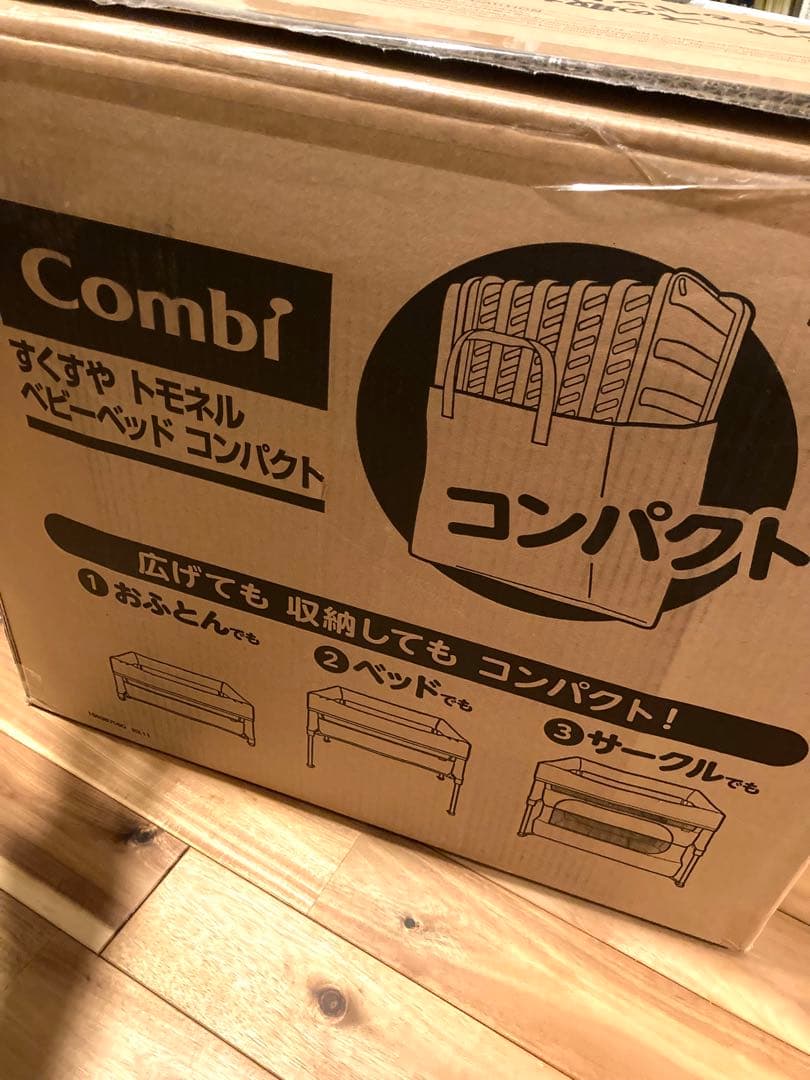 Combi
すくすや トモネル
ベビーベッド コンパクト
コンパクト
広げても 収納しても コンパクト!
1 おふとんでも
2 ベッドでも
3 サークルでも